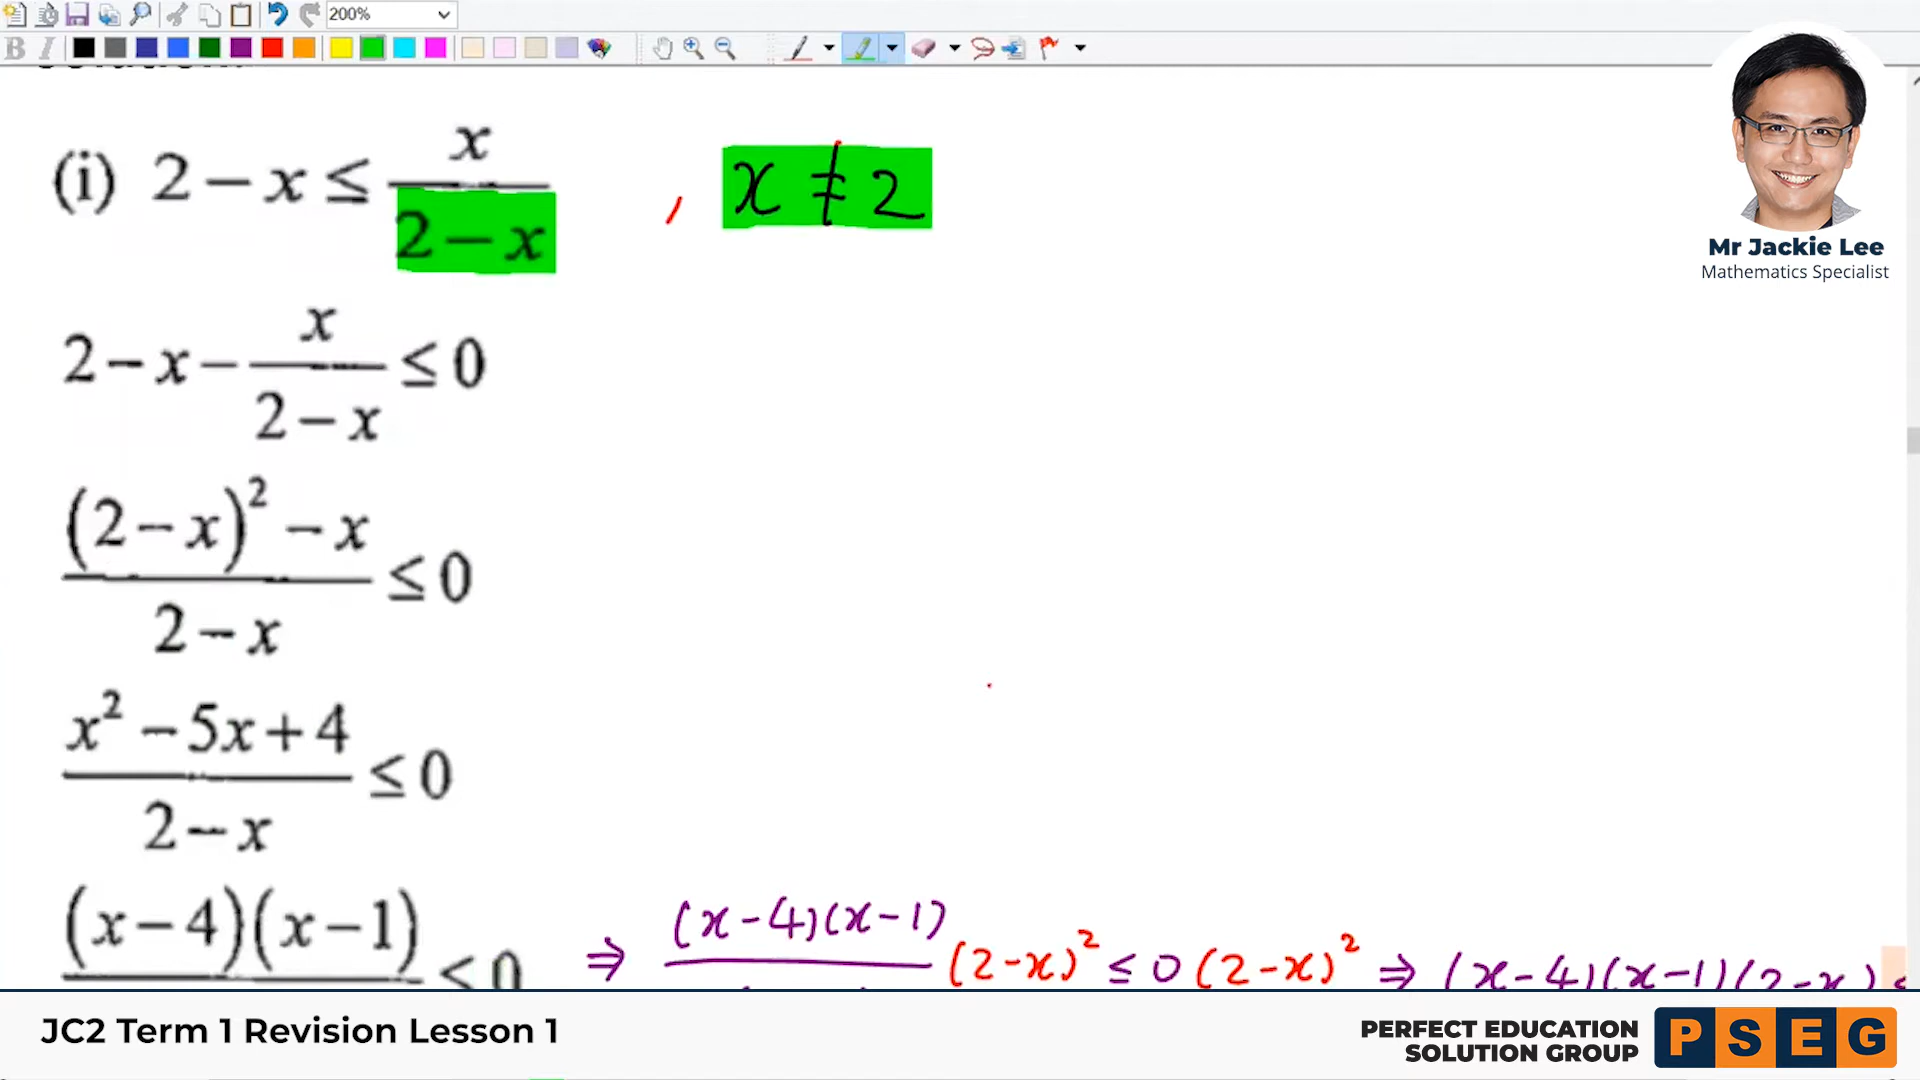 200%
B I
(i) 2 − x ≤ x / (2 − x) , x ≠ 2
2 − x − x / (2 − x) ≤ 0
((2 − x)² − x) / (2 − x) ≤ 0
(x² − 5x + 4) / (2 − x) ≤ 0
(x − 4)(x − 1) ≤ 0 ⇒ (x − 4)(x − 1) (2 − x)² ≤ 0 (2 − x)² ⇒ (x − 4)(x − 1)(2 − x)
Mr Jackie Lee
Mathematics Specialist
JC2 Term 1 Revision Lesson 1
PERFECT EDUCATION
SOLUTION GROUP
PSEG